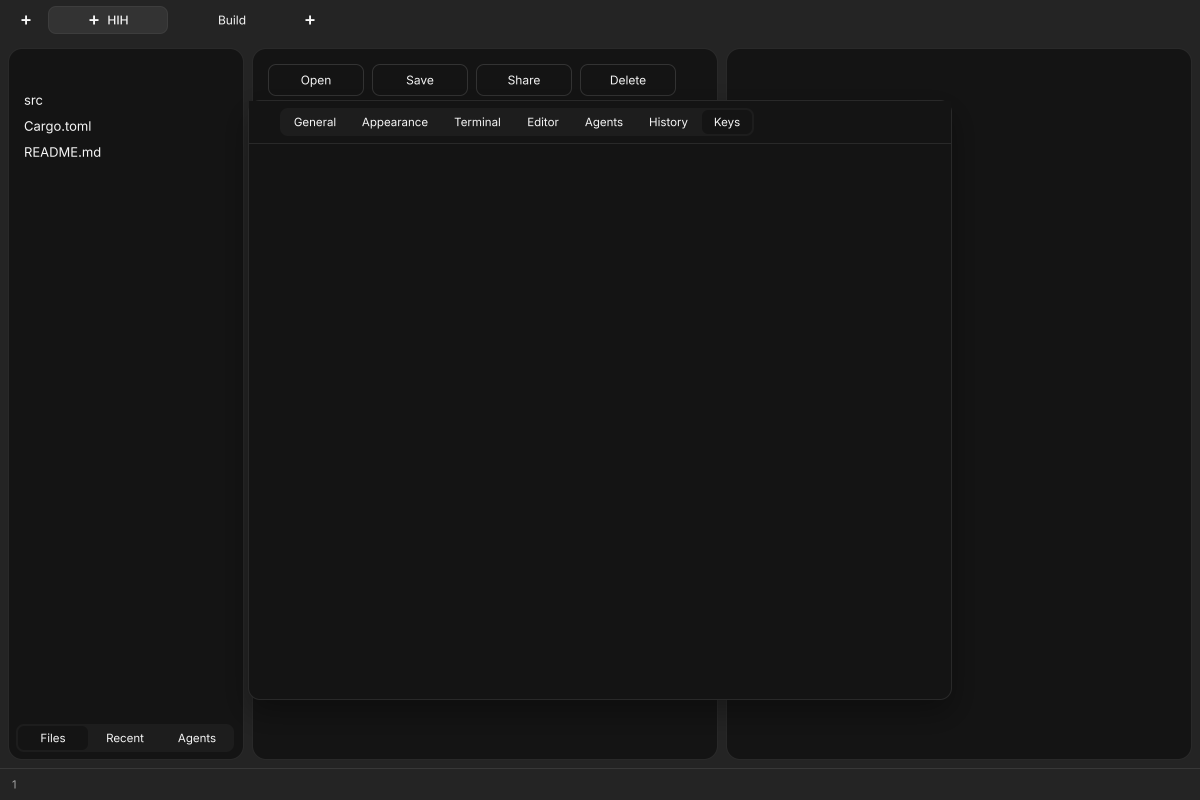 HIH Build
Open Save Share Delete
src
Cargo.toml
README.md
General Appearance Terminal Editor Agents History Keys
Files Recent Agents
1